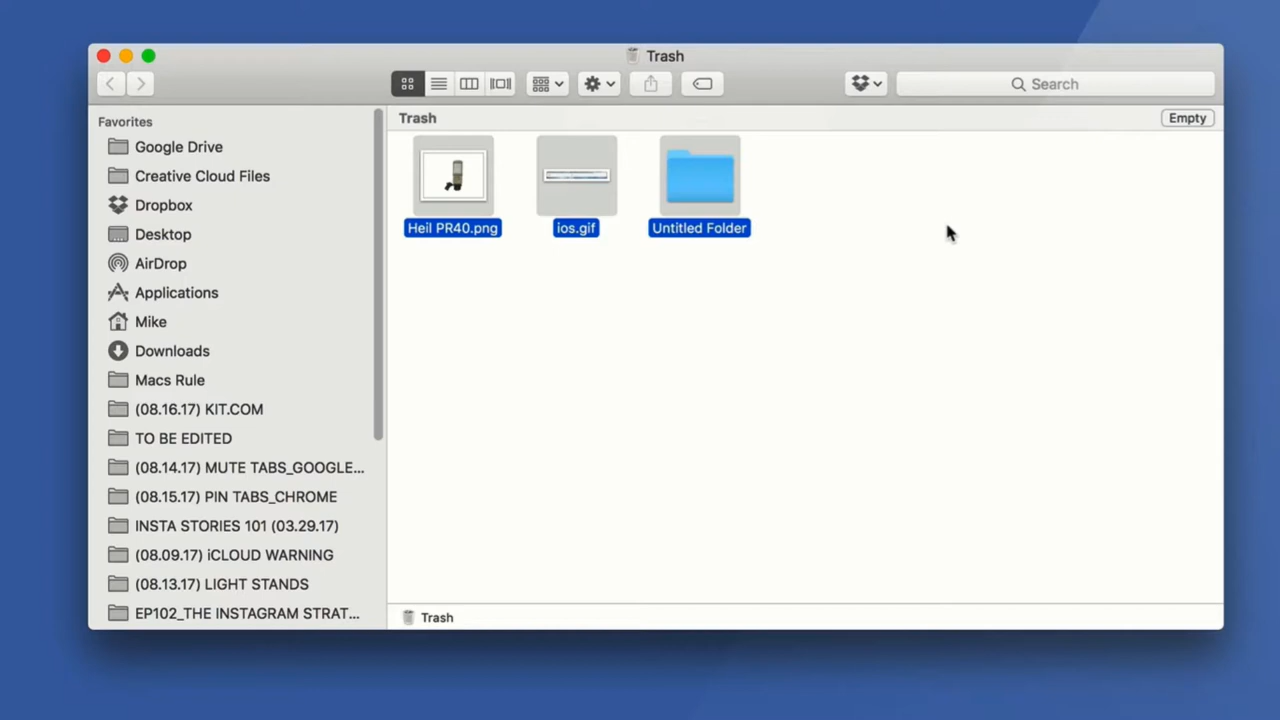 Trash
Search
Favorites
Google Drive
Creative Cloud Files
Dropbox
Desktop
AirDrop
Applications
Mike
Downloads
Macs Rule
(08.16.17) KIT.COM
TO BE EDITED
(08.14.17) MUTE TABS_GOOGLE...
(08.15.17) PIN TABS_CHROME
INSTA STORIES 101 (03.29.17)
(08.09.17) iCLOUD WARNING
(08.13.17) LIGHT STANDS
EP102_THE INSTAGRAM STRAT...
Trash
Empty
Heil PR40.png
ios.gif
Untitled Folder
Trash